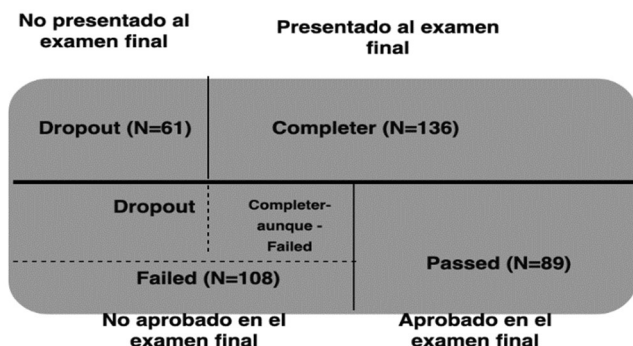 No presentado al
examen final
Presentado al examen
final
Dropout (N=61)
Completer (N=136)
Dropout
Completer-
aunque -
Failed
Failed (N=108)
Passed (N=89)
No aprobado en el
examen final
Aprobado en el
examen final